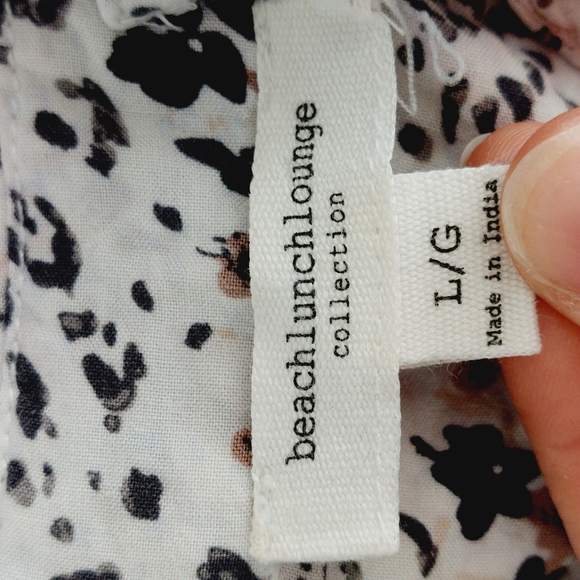 beachlunchlounge
collection
L/G
Made in India